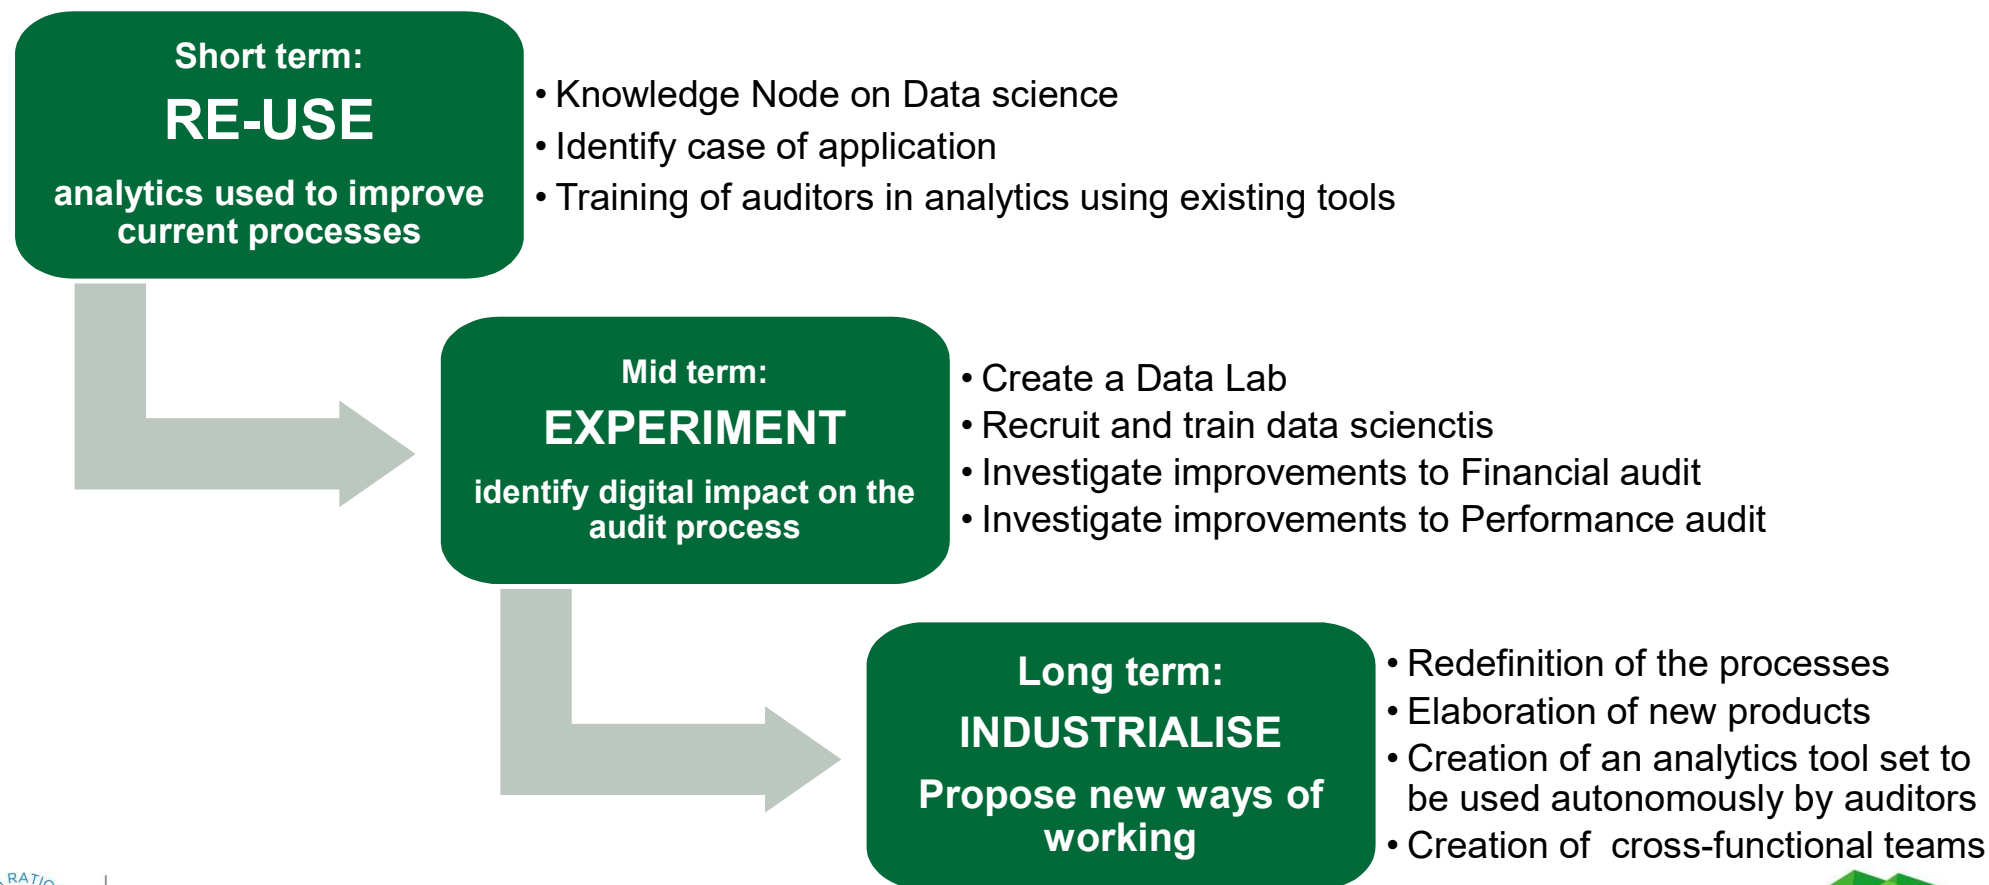 Short term:
RE-USE
analytics used to improve
current processes
• Knowledge Node on Data science
• Identify case of application
• Training of auditors in analytics using existing tools
Mid term:
EXPERIMENT
identify digital impact on the
audit process
• Create a Data Lab
• Recruit and train data scienctis
• Investigate improvements to Financial audit
• Investigate improvements to Performance audit
Long term:
INDUSTRIALISE
Propose new ways of
working
• Redefinition of the processes
• Elaboration of new products
• Creation of an analytics tool set to
be used autonomously by auditors
• Creation of  cross-functional teams